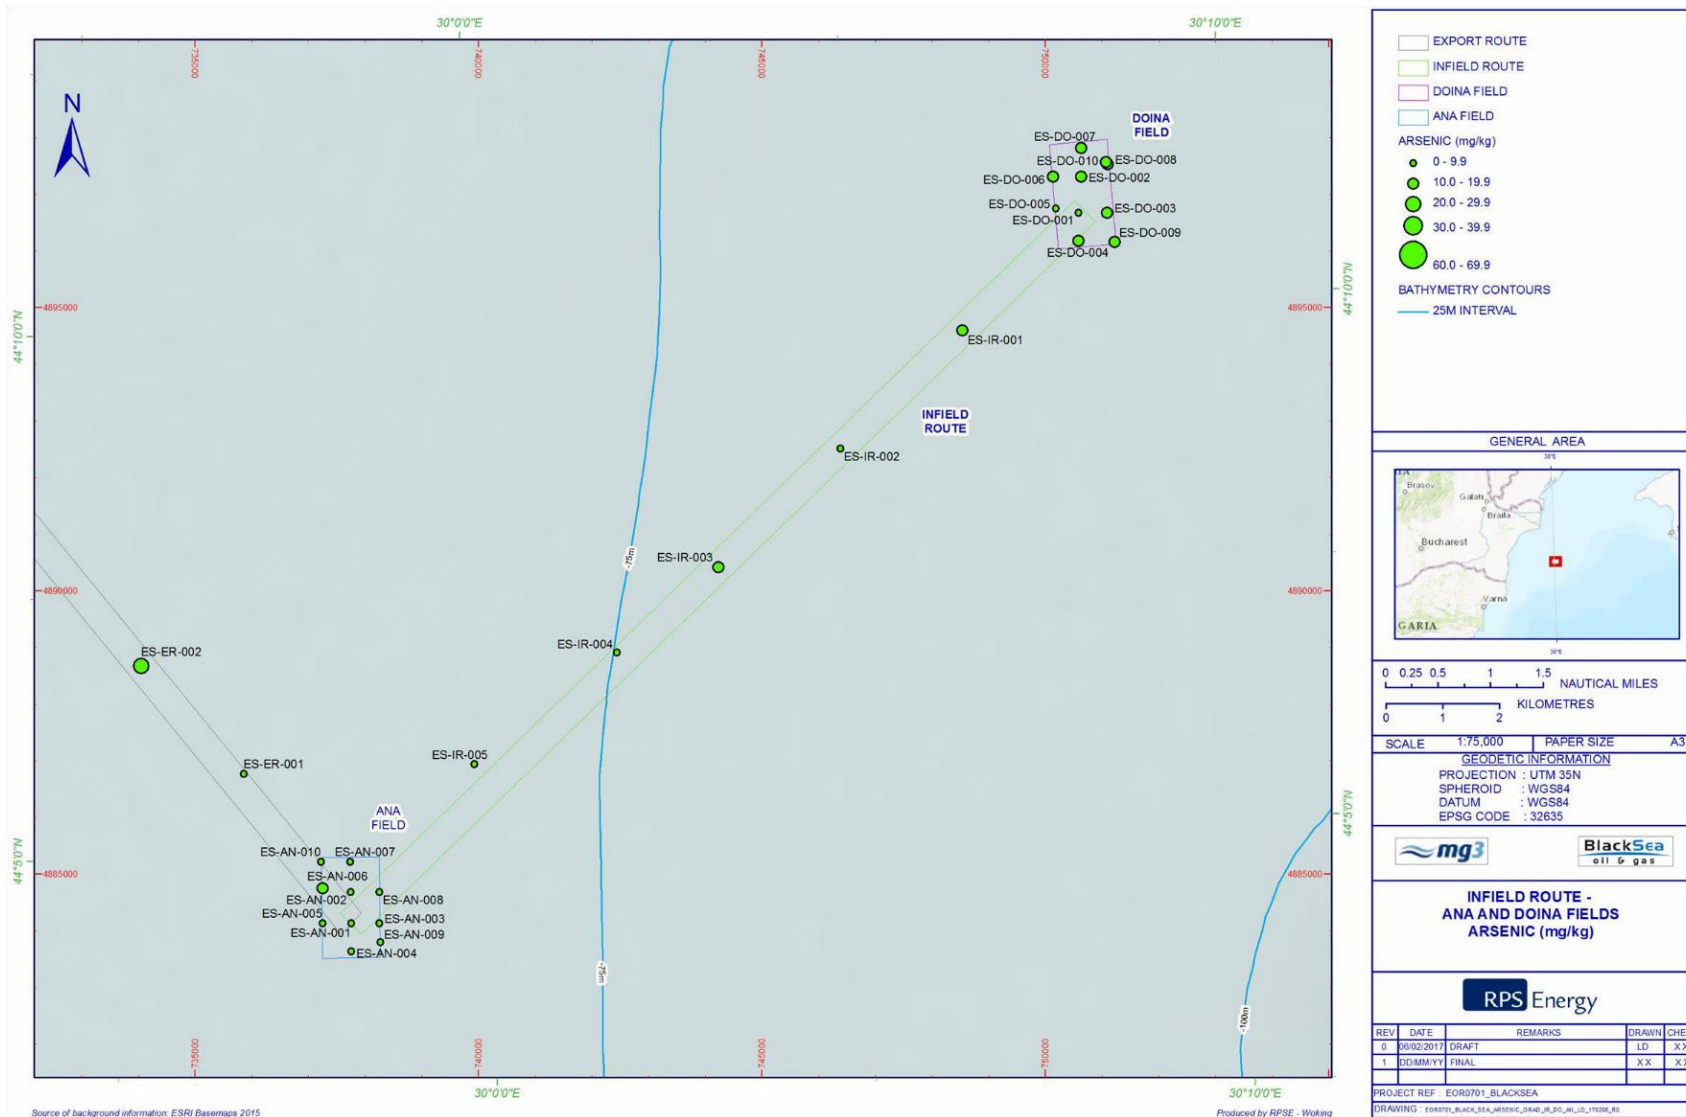 30°0'0"E
30°10'0"E
735000
740000
745000
750000
N
DOINA
FIELD
ES-DO-007
ES-DO-010
ES-DO-008
ES-DO-006
ES-DO-002
ES-DO-005
ES-DO-003
ES-DO-001
ES-DO-009
ES-DO-004
4895000
4895000
44°10'0"N
44°10'0"N
ES-IR-001
INFIELD
ROUTE
ES-IR-002
-75m
ES-IR-003
4890000
4890000
ES-IR-004
ES-ER-002
ES-IR-005
ES-ER-001
ANA
FIELD
44°5'0"N
44°5'0"N
ES-AN-010
ES-AN-007
4885000
4885000
ES-AN-006
ES-AN-002
ES-AN-008
ES-AN-005
ES-AN-003
ES-AN-001
ES-AN-009
ES-AN-004
-75m
-100m
735000
740000
745000
750000
30°0'0"E
30°10'0"E
Source of background information: ESRI Basemaps 2015
Produced by RPSE - Woking
EXPORT ROUTE
INFIELD ROUTE
DOINA FIELD
ANA FIELD
ARSENIC (mg/kg)
0 - 9.9
10.0 - 19.9
20.0 - 29.9
30.0 - 39.9
60.0 - 69.9
BATHYMETRY CONTOURS
25M INTERVAL
GENERAL AREA
30°E
Brasov
Galati
Braila
Bucharest
Varna
GARIA
30°E
0 0.25 0.5 1 1.5
NAUTICAL MILES
KILOMETRES
0 1 2
SCALE 1:75,000 PAPER SIZE A3
GEODETIC INFORMATION
PROJECTION : UTM 35N
SPHEROID : WGS84
DATUM : WGS84
EPSG CODE : 32635
mg3
BlackSea
oil & gas
INFIELD ROUTE -
ANA AND DOINA FIELDS
ARSENIC (mg/kg)
RPS Energy
REV DATE REMARKS DRAWN CHE
0 06/02/2017 DRAFT LD XX
1 DD/MM/YY FINAL XX XX
PROJECT REF : EOR0701_BLACKSEA
DRAWING : EOR0701_BLACK_SEA_ARSENIC_GRAD_IR_DO_AN_LD_170206_R0